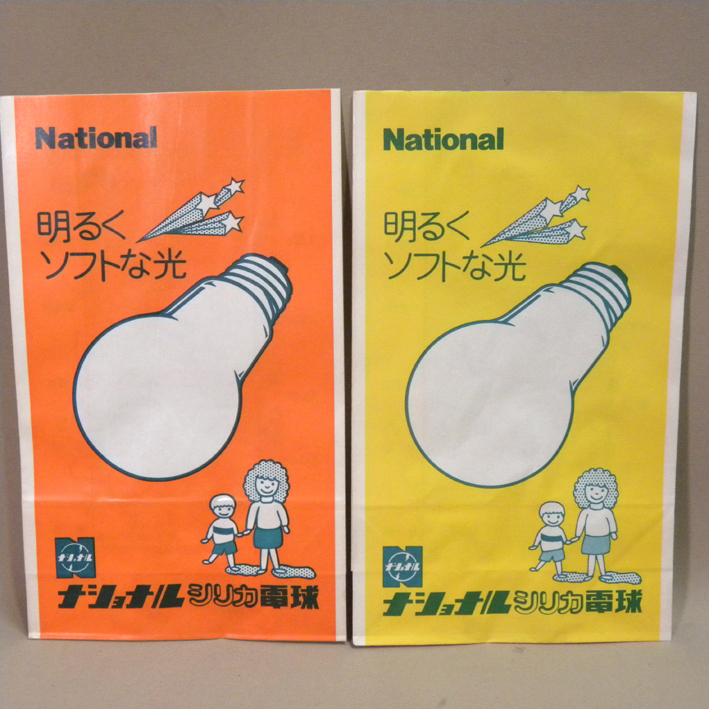 National
明るく
ソフトな光
ナショナル
ナショナルシリカ電球
National
明るく
ソフトな光
ナショナル
ナショナルシリカ電球